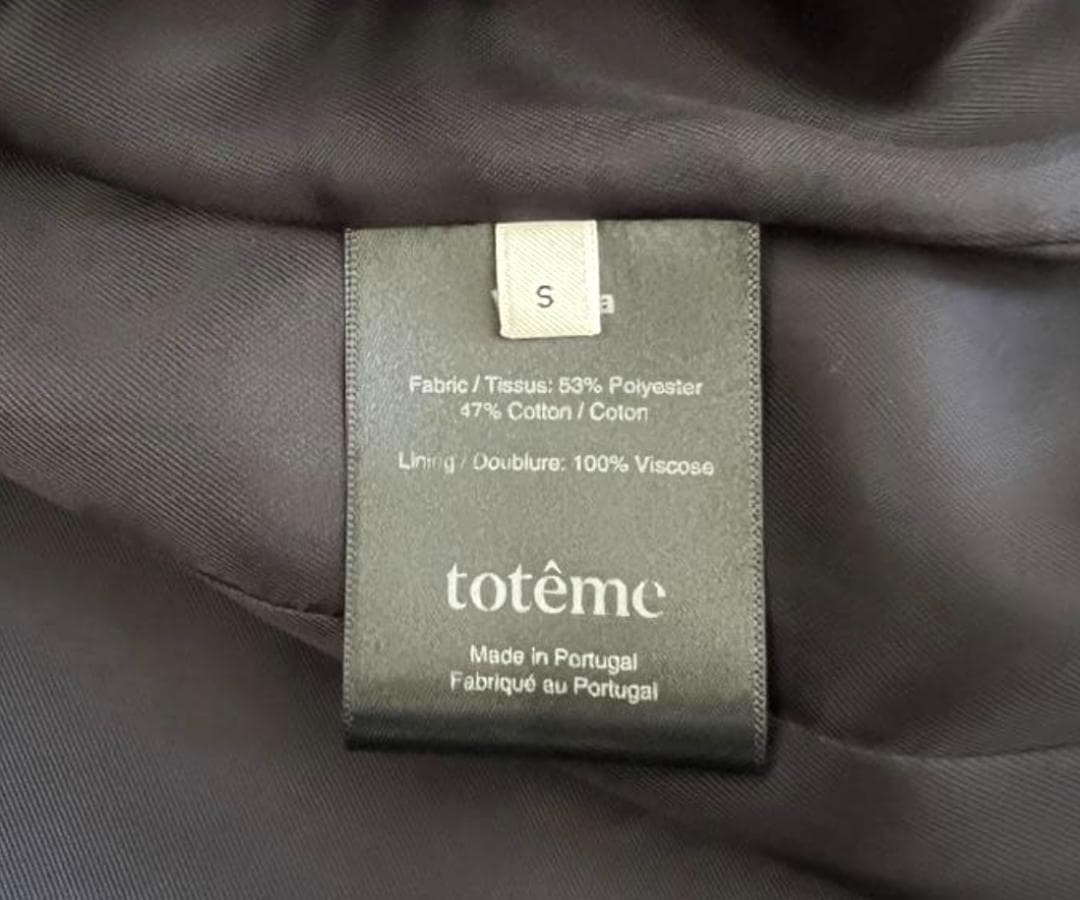 S
Fabric / Tissus: 53% Polyester
47% Cotton / Coton
Lining / Doublure: 100% Viscose
totême
Made in Portugal
Fabriqué au Portugal